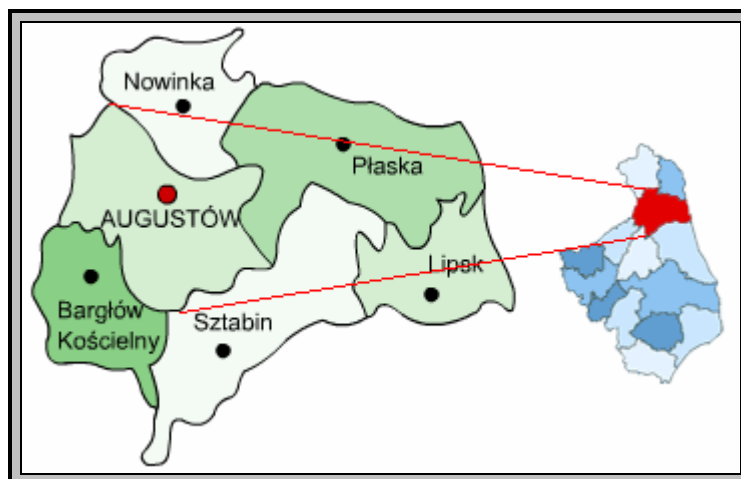 Nowinka
Płaska
AUGUSTÓW
Lipsk
Bargłów
Kościelny
Sztabin